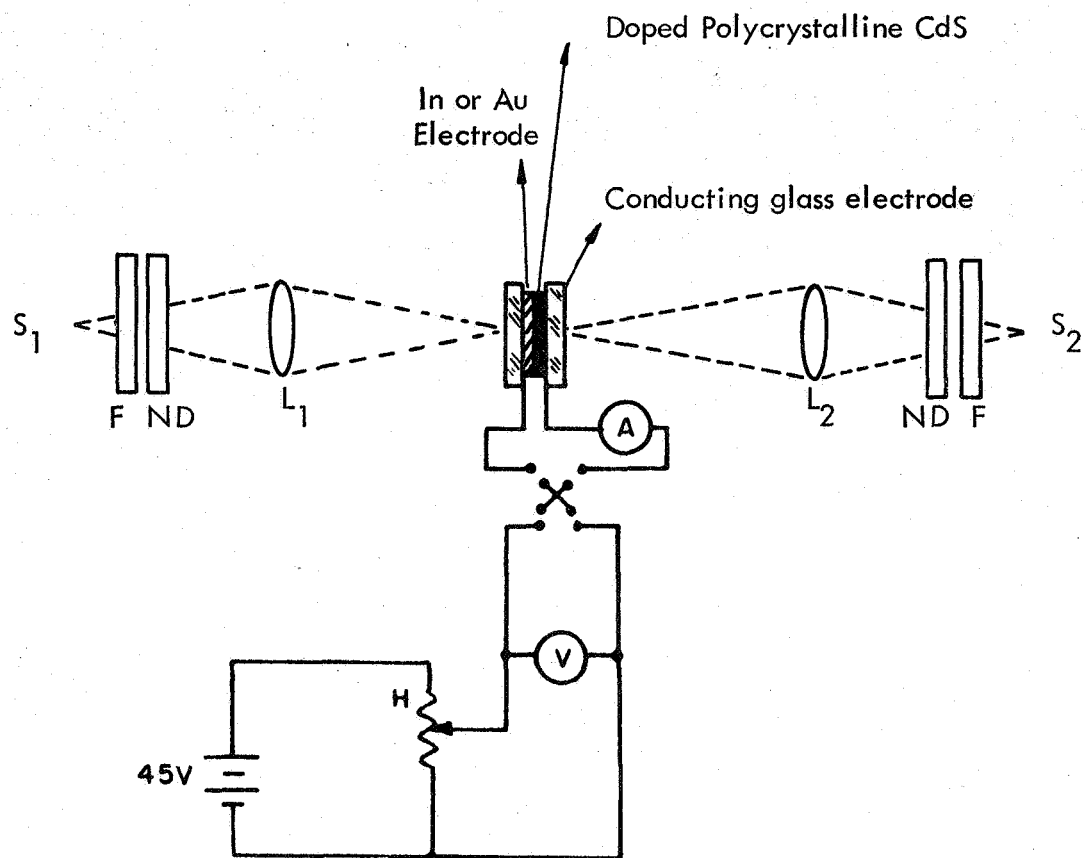 Doped Polycrystalline CdS
In or Au
Electrode
Conducting glass electrode
S1
S2
F ND
L1
L2
ND F
A
V
H
45V